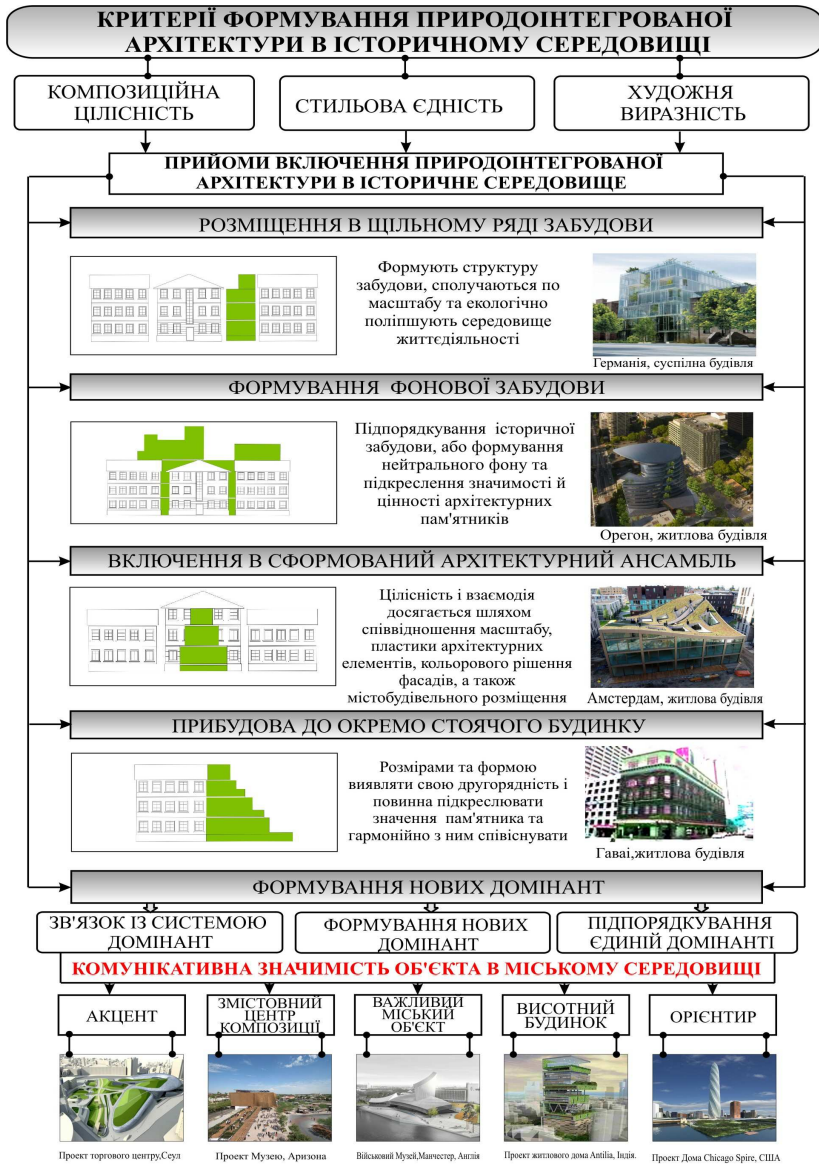 КРИТЕРІЇ ФОРМУВАННЯ ПРИРОДОІНТЕГРОВАНОЇ
АРХІТЕКТУРИ В ІСТОРИЧНОМУ СЕРЕДОВИЩІ
КОМПОЗИЦІЙНА
ЦІЛІСНІСТЬ
СТИЛЬОВА ЄДНІСТЬ
ХУДОЖНЯ
ВИРАЗНІСТЬ
ПРИЙОМИ ВКЛЮЧЕННЯ ПРИРОДОІНТЕГРОВАНОЇ
АРХІТЕКТУРИ В ІСТОРИЧНЕ СЕРЕДОВИЩЕ
РОЗМІЩЕННЯ В ЩІЛЬНОМУ РЯДІ ЗАБУДОВИ
Формують структуру
забудови, сполучаються по
масштабу та екологічно
поліпшують середовище
життєдіяльності
Германія, суспілна будівля
ФОРМУВАННЯ ФОНОВОЇ ЗАБУДОВИ
Підпорядкування історичної
забудови, або формування
нейтрального фону та
підкреслення значимості й
цінності архітектурних
пам'ятників
Орегон, житлова будівля
ВКЛЮЧЕННЯ В СФОРМОВАНИЙ АРХІТЕКТУРНИЙ АНСАМБЛЬ
Цілісність і взаємодія
досягається шляхом
співвідношення масштабу,
пластики архітектурних
елементів, кольорового рішення
фасадів, а також
містобудівельного розміщення
Амстердам, житлова будівля
ПРИБУДОВА ДО ОКРЕМО СТОЯЧОГО БУДИНКУ
Розмірами та формою
виявляти свою другорядність і
повинна підкреслювати
значення пам'ятника та
гармонійно з ним співіснувати
Гаваі,житлова будівля
ФОРМУВАННЯ НОВИХ ДОМІНАНТ
ЗВ'ЯЗОК ІЗ СИСТЕМОЮ
ДОМІНАНТ
ФОРМУВАННЯ НОВИХ
ДОМІНАНТ
ПІДПОРЯДКУВАННЯ
ЄДИНІЙ ДОМІНАНТІ
КОМУНІКАТИВНА ЗНАЧИМІСТЬ ОБ'ЄКТА В МІСЬКОМУ СЕРЕДОВИЩІ
АКЦЕНТ
ЗМІСТОВНИЙ
ЦЕНТР
КОМПОЗИЦІЇ
ВАЖЛИВИЙ
МІСЬКИЙ
ОБ'ЄКТ
ВИСОТНИЙ
БУДИНОК
ОРІЄНТИР
Проект торгового центру,Сеул
Проект Музею, Аризона
Військовий Музей,Манчестер, Англія
Проект житлового дома Antilia, Індія.
Проект Дома Chicago Spire, США